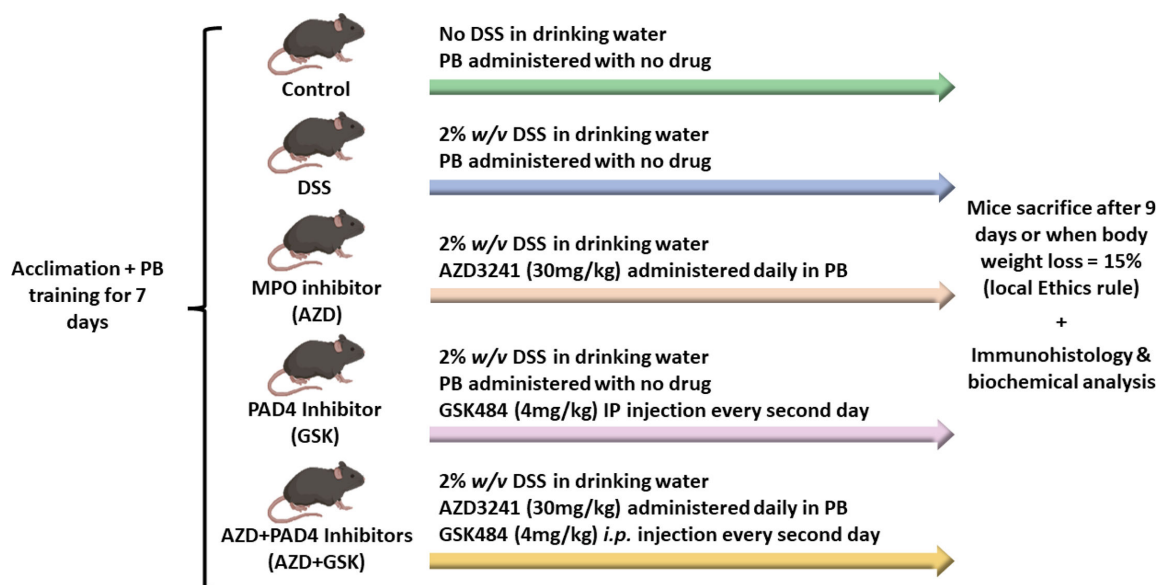 Acclimation + PB
training for 7
days
Control
No DSS in drinking water
PB administered with no drug
DSS
2% w/v DSS in drinking water
PB administered with no drug
MPO inhibitor
(AZD)
2% w/v DSS in drinking water
AZD3241 (30mg/kg) administered daily in PB
PAD4 Inhibitor
(GSK)
2% w/v DSS in drinking water
PB administered with no drug
GSK484 (4mg/kg) IP injection every second day
AZD+PAD4 Inhibitors
(AZD+GSK)
2% w/v DSS in drinking water
AZD3241 (30mg/kg) administered daily in PB
GSK484 (4mg/kg) i.p. injection every second day
Mice sacrifice after 9
days or when body
weight loss = 15%
(local Ethics rule)
+
Immunohistology &
biochemical analysis